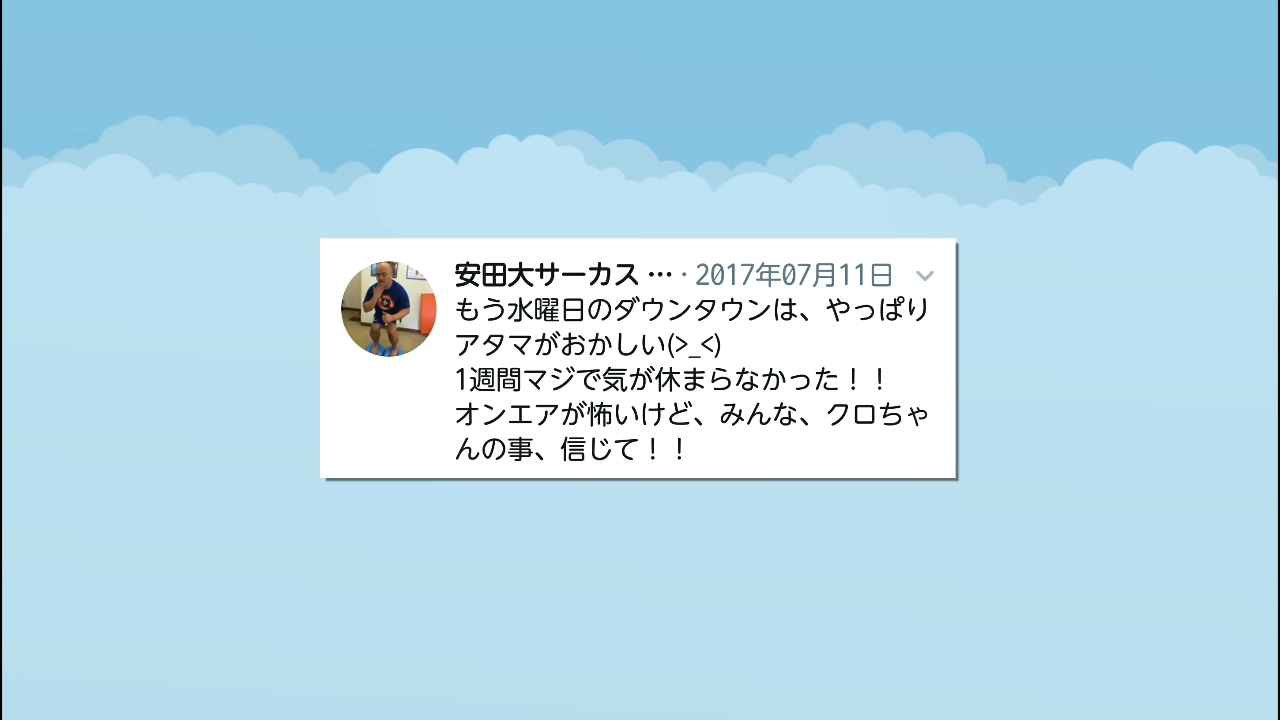 安田大サーカス … · 2017年07月11日
もう水曜日のダウンタウンは、やっぱり
アタマがおかしい(>_<)
1週間マジで気が休まらなかった！！
オンエアが怖いけど、みんな、クロちゃ
んの事、信じて！！